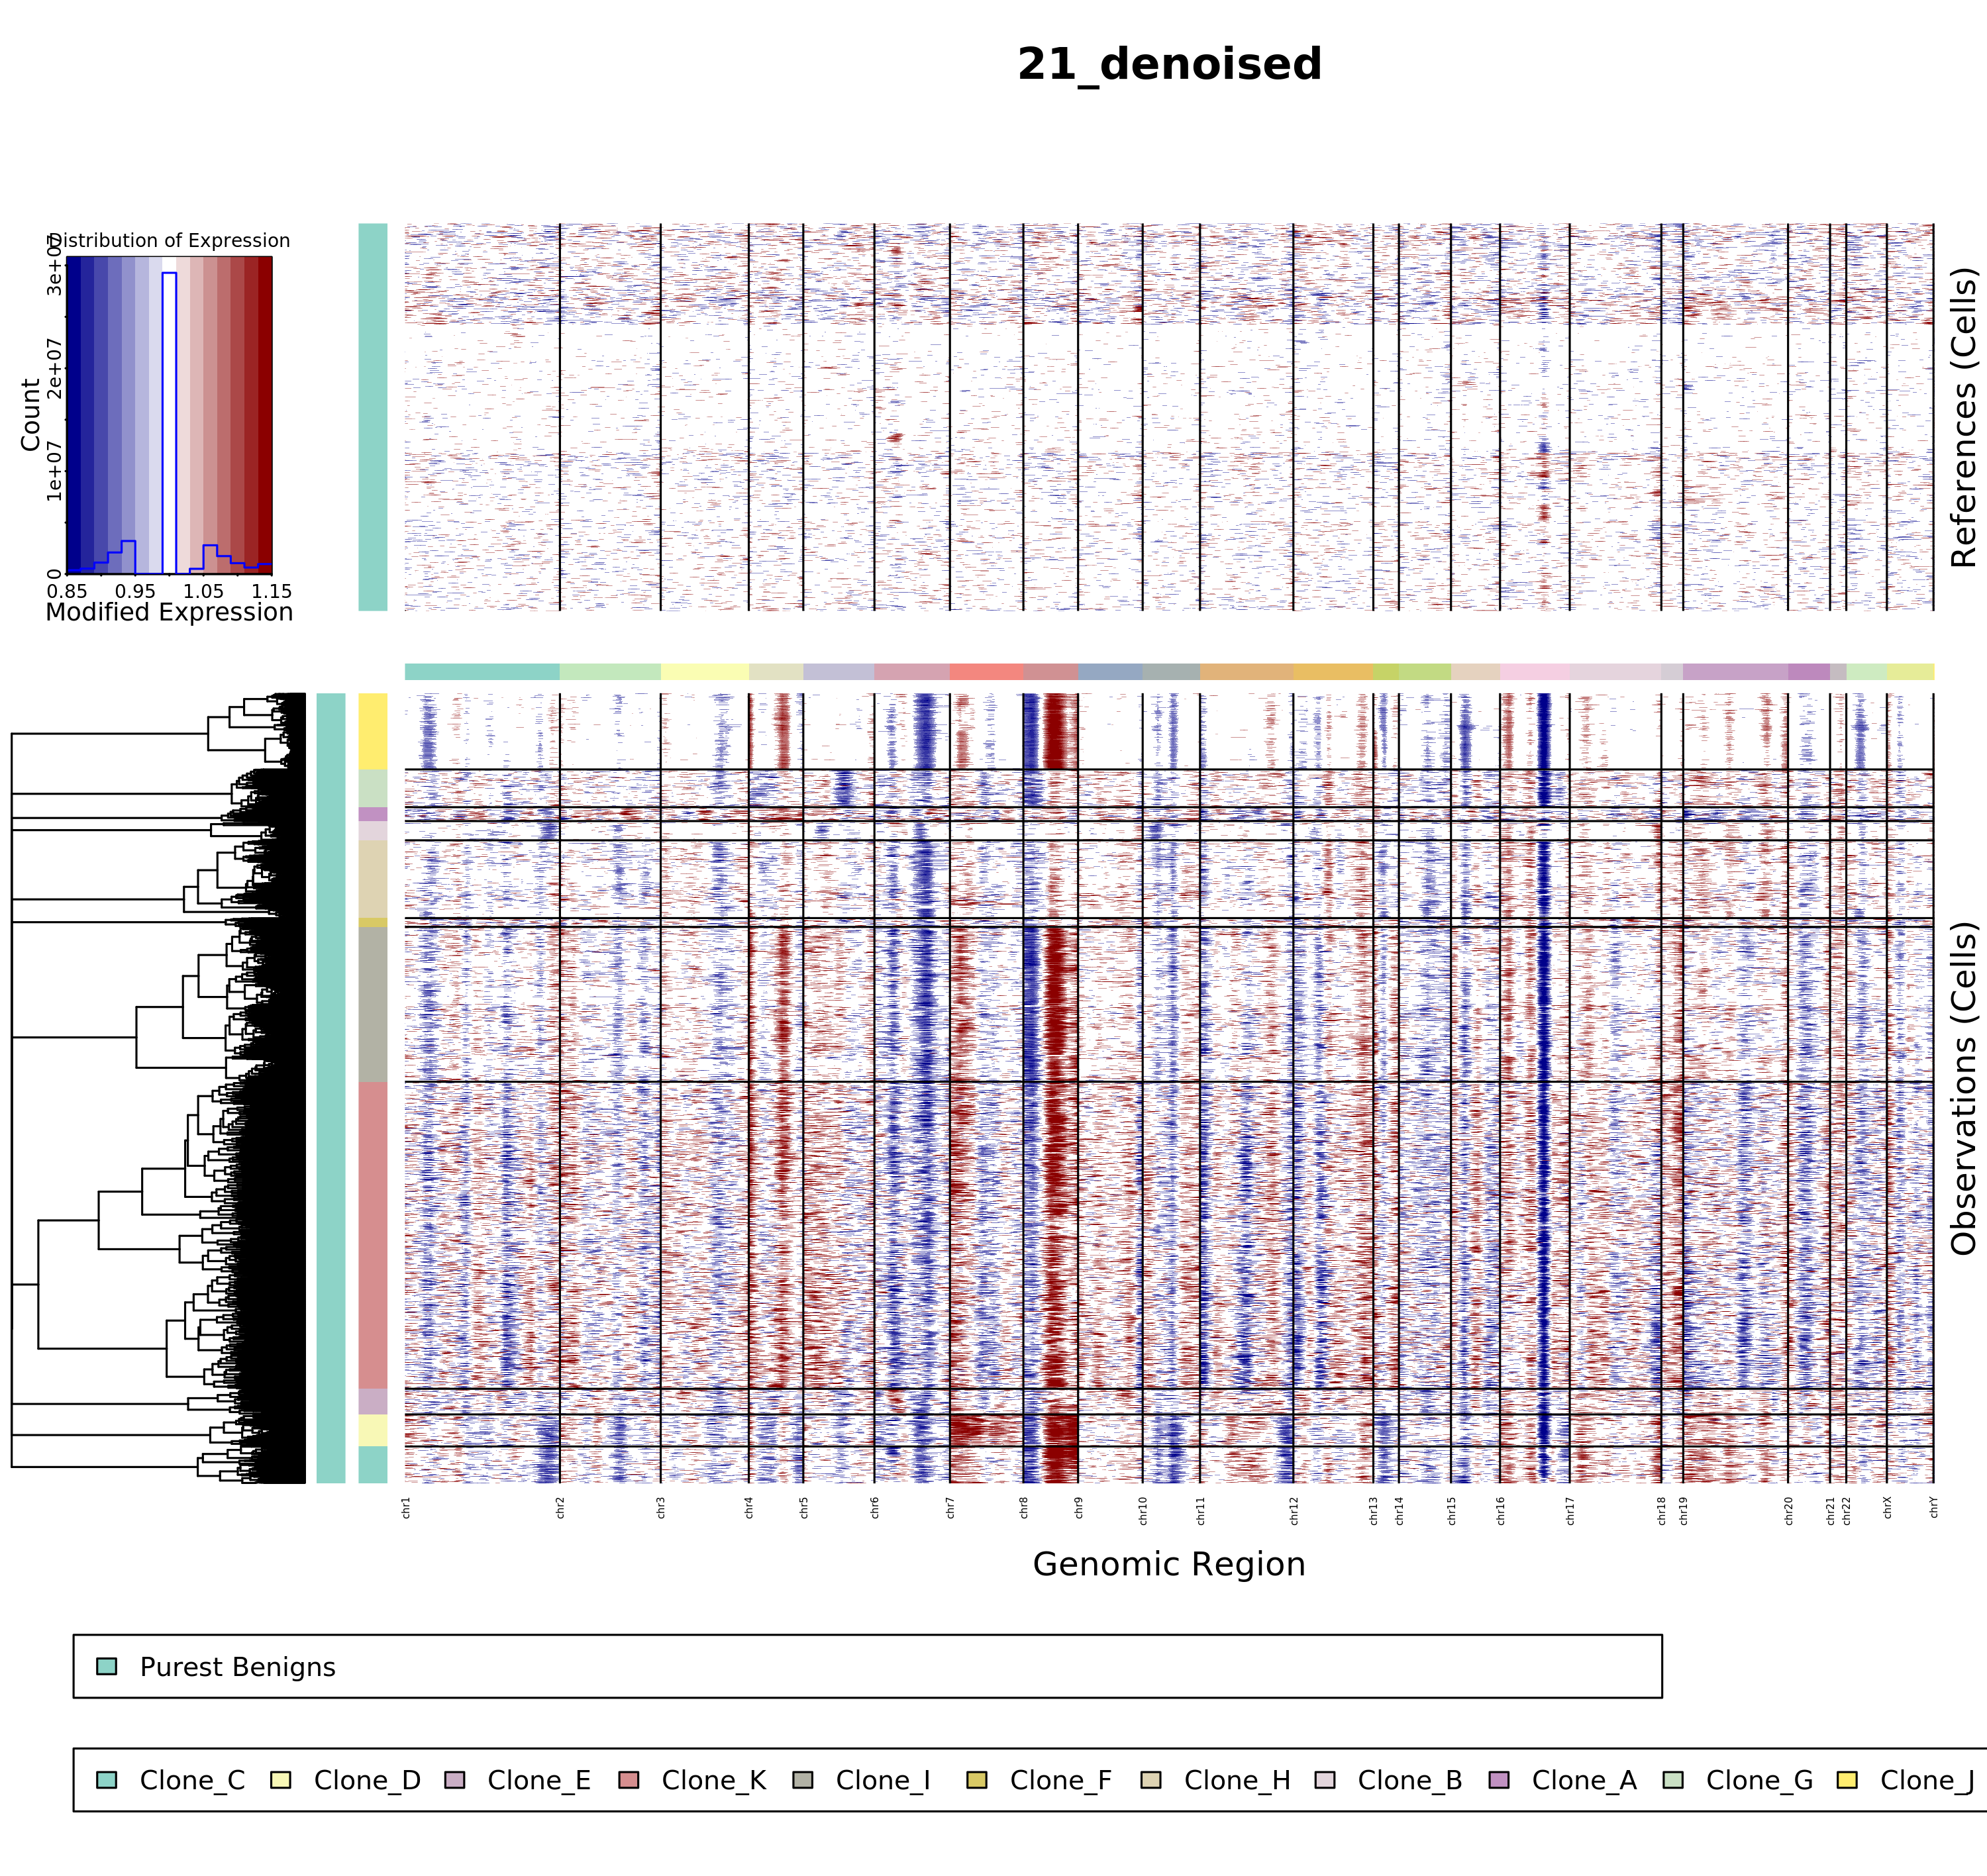 21_denoised
Distribution of Expression
Count
0
1e+07
2e+07
3e+07
0.85 0.95 1.05 1.15
Modified Expression
References (Cells)
Observations (Cells)
chr1 chr2 chr3 chr4 chr5 chr6 chr7 chr8 chr9 chr10 chr11 chr12 chr13 chr14 chr15 chr16 chr17 chr18 chr19 chr20 chr21 chr22 chrX chrY
Genomic Region
Purest Benigns
Clone_C Clone_D Clone_E Clone_K Clone_I Clone_F Clone_H Clone_B Clone_A Clone_G Clone_J